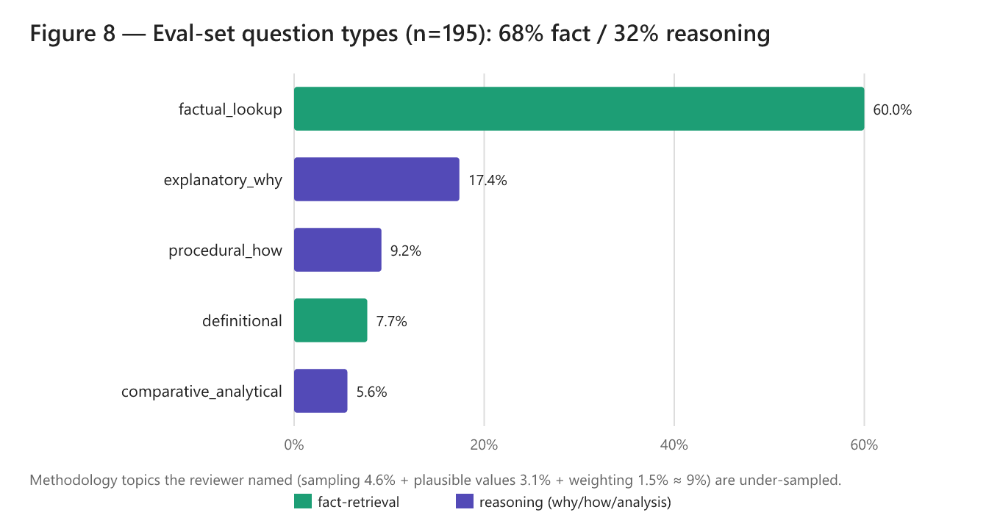 Figure 8 — Eval-set question types (n=195): 68% fact / 32% reasoning
factual_lookup 60.0%
explanatory_why 17.4%
procedural_how 9.2%
definitional 7.7%
comparative_analytical 5.6%
0% 20% 40% 60%
Methodology topics the reviewer named (sampling 4.6% + plausible values 3.1% + weighting 1.5% ≈ 9%) are under-sampled.
fact-retrieval reasoning (why/how/analysis)